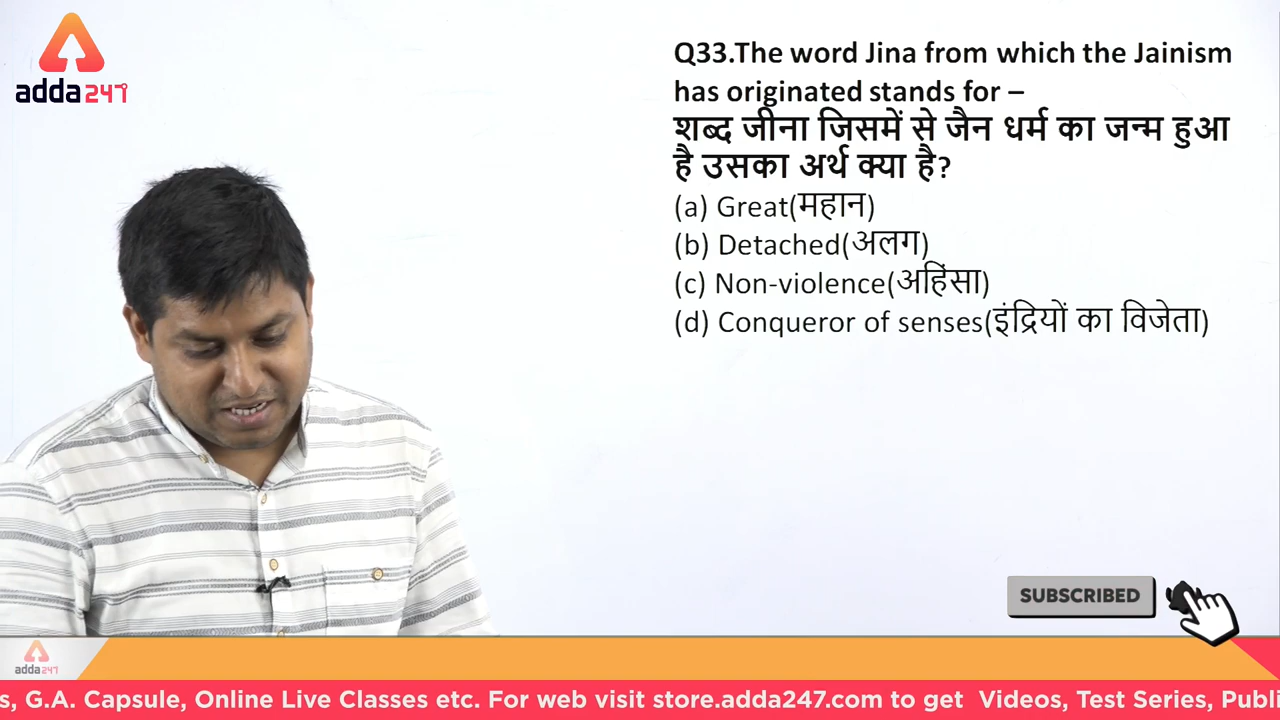 adda247
Q33.The word Jina from which the Jainism
has originated stands for –
शब्द जीना जिसमें से जैन धर्म का जन्म हुआ
है उसका अर्थ क्या है?
(a) Great(महान)
(b) Detached(अलग)
(c) Non-violence(अहिंसा)
(d) Conqueror of senses(इंद्रियों का विजेता)
SUBSCRIBED
adda247
s, G.A. Capsule, Online Live Classes etc. For web visit store.adda247.com to get Videos, Test Series, Publi